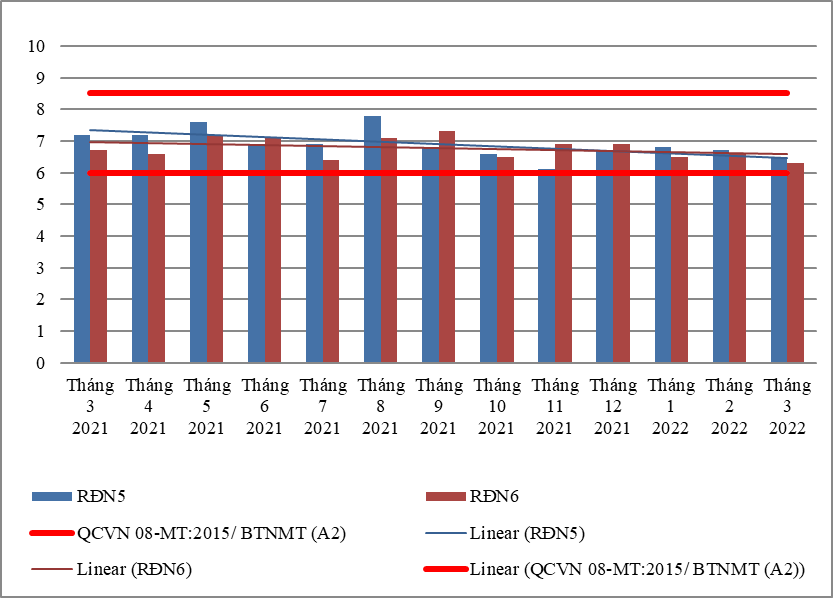 10
9
8
7
6
5
4
3
2
1
0
Tháng Tháng Tháng Tháng Tháng Tháng Tháng Tháng Tháng Tháng Tháng Tháng Tháng
3 4 5 6 7 8 9 10 11 12 1 2 3
2021 2021 2021 2021 2021 2021 2021 2021 2021 2021 2022 2022 2022
RĐN5 RĐN6
QCVN 08-MT:2015/ BTNMT (A2) Linear (RĐN5)
Linear (RĐN6) Linear (QCVN 08-MT:2015/ BTNMT (A2))